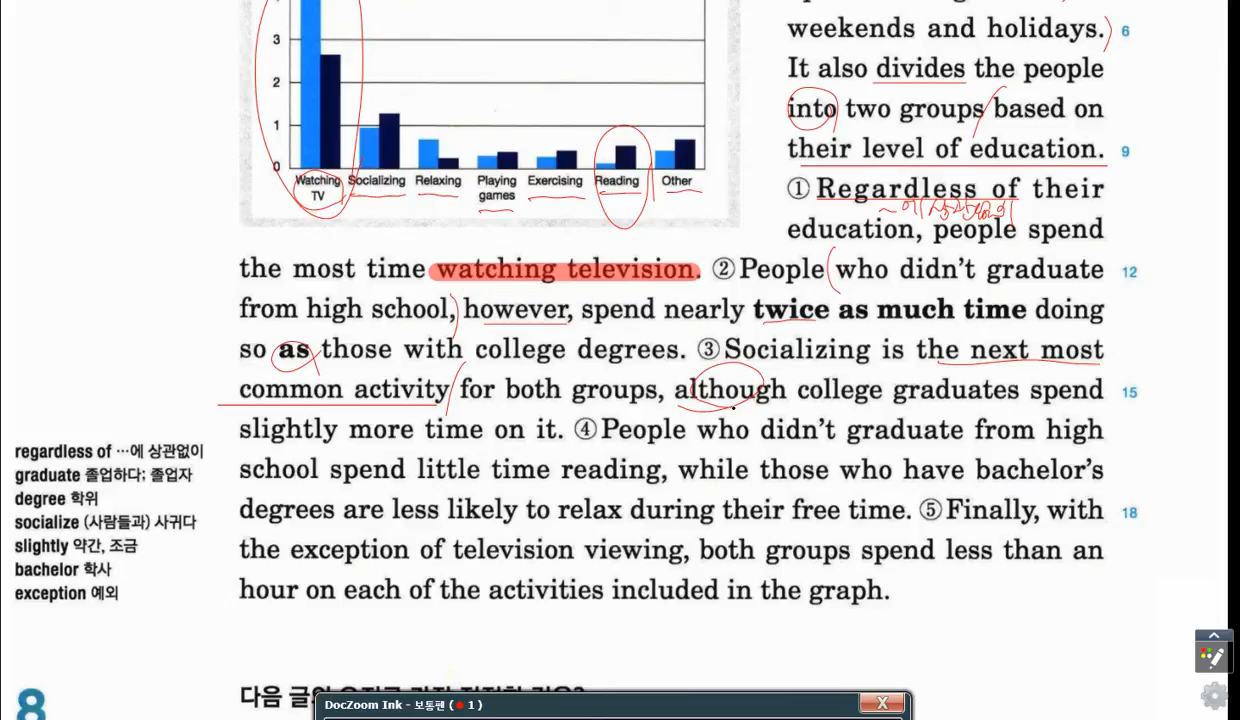 3
2
1
0
Watching TV Socializing Relaxing Playing games Exercising Reading Other
weekends and holidays. 6
It also divides the people
into two groups based on
their level of education. 9
① Regardless of their
~에 상관없이
education, people spend
the most time watching television. ② People who didn't graduate 12
from high school, however, spend nearly twice as much time doing
so as those with college degrees. ③ Socializing is the next most
common activity for both groups, although college graduates spend 15
slightly more time on it. ④ People who didn't graduate from high
school spend little time reading, while those who have bachelor's
degrees are less likely to relax during their free time. ⑤ Finally, with 18
the exception of television viewing, both groups spend less than an
hour on each of the activities included in the graph.
regardless of …에 상관없이
graduate 졸업하다; 졸업자
degree 학위
socialize (사람들과) 사귀다
slightly 약간, 조금
bachelor 학사
exception 예외
8
다음 글의
DocZoom Ink - 보통펜 ( 1 )
X